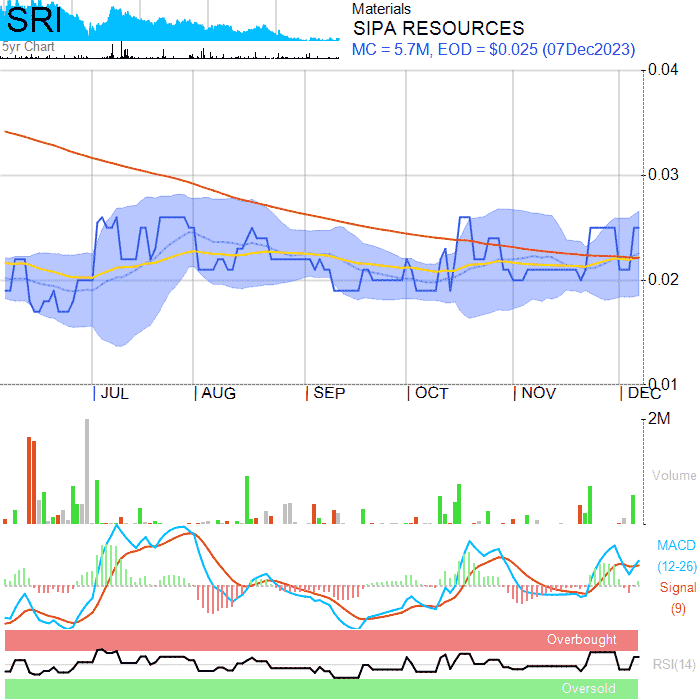 SRI
5yr Chart
Materials
SIPA RESOURCES
MC = 5.7M, EOD = $0.025 (07Dec2023)
0.04
0.03
0.02
0.01
JUL
AUG
SEP
OCT
NOV
DEC
2M
Volume
MACD
(12-26)
Signal
(9)
Overbought
RSI(14)
Oversold